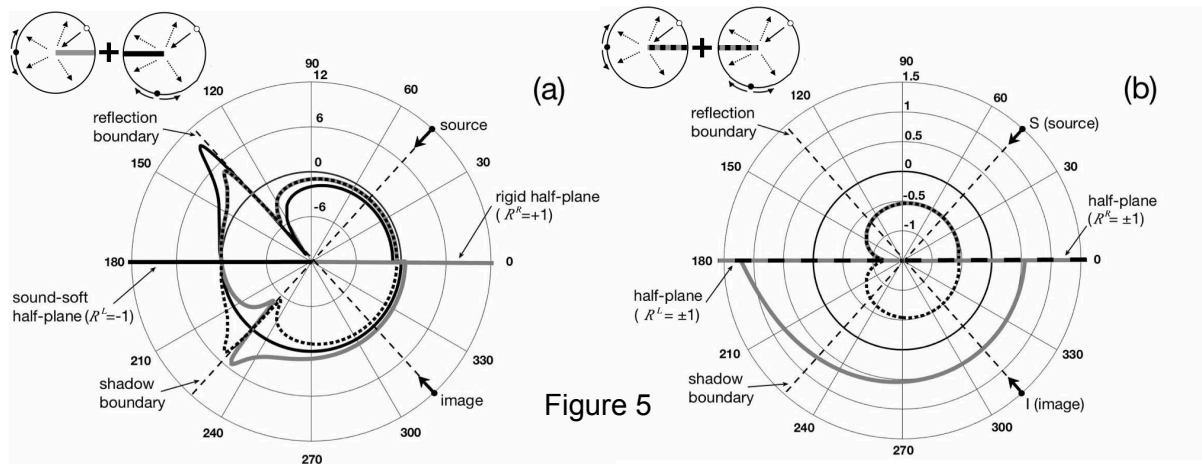 (a)
90
12
120
60
6
reflection
boundary
source
150
0
30
-6
rigid half-plane
(R^R=+1)
180
0
sound-soft
half-plane (R^L=-1)
210
330
shadow
boundary
image
240
300
270
Figure 5
(b)
90
1.5
120
60
1
reflection
boundary
S (source)
0.5
150
0
30
-0.5
half-plane
(R^R= ±1)
-1
180
0
half-plane
( R^L= ±1)
210
330
shadow
boundary
I (image)
240
300
270